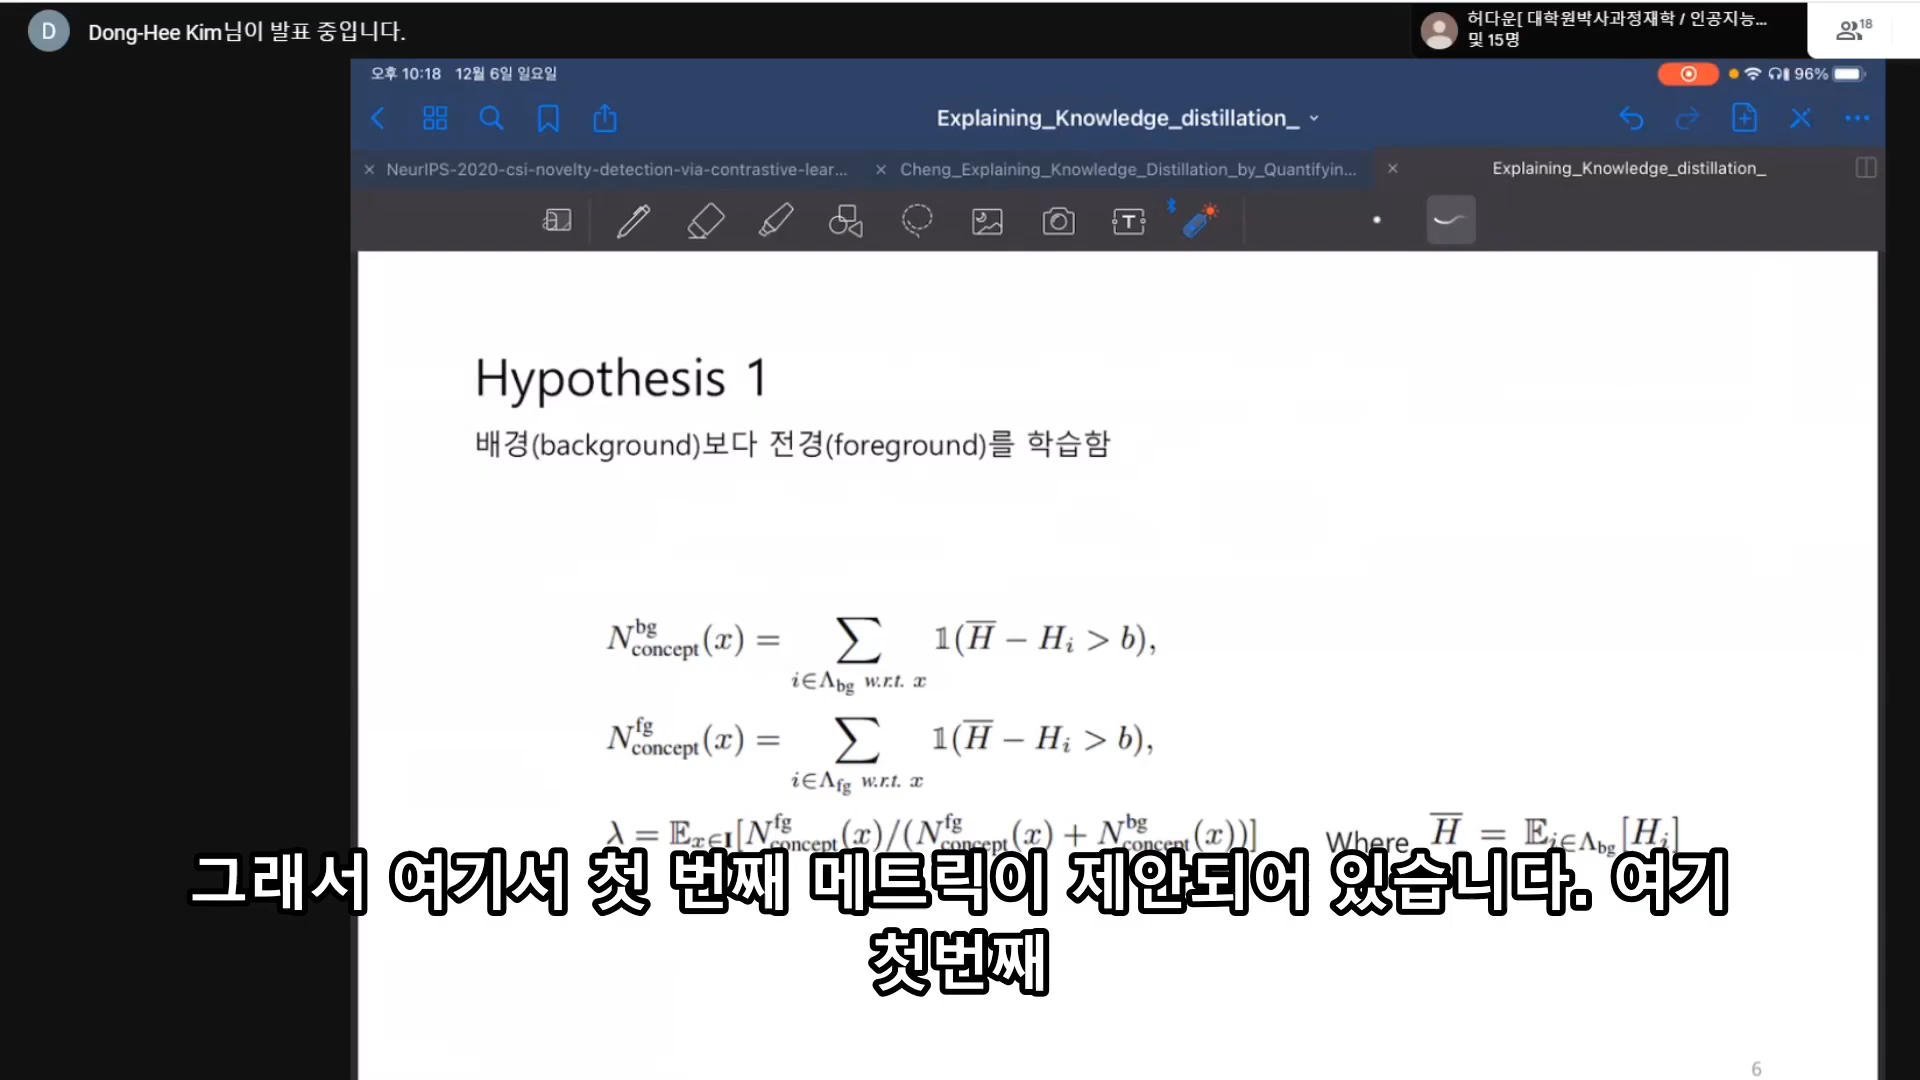 D Dong-Hee Kim님이 발표 중입니다.
허다운[ 대학원박사과정재학 / 인공지능...
및 15명
18
오후 10:18 12월 6일 일요일
96%
Explaining_Knowledge_distillation_
NeurIPS-2020-csi-novelty-detection-via-contrastive-lear...
Cheng_Explaining_Knowledge_Distillation_by_Quantifyin...
Explaining_Knowledge_distillation_
Hypothesis 1
배경(background)보다 전경(foreground)를 학습함
N^bg_concept(x) = ∑_{i∈Λ_bg w.r.t. x} 𝟙(H̅ − H_i > b),
N^fg_concept(x) = ∑_{i∈Λ_fg w.r.t. x} 𝟙(H̅ − H_i > b),
λ = 𝔼_{x∈I}[N^fg_concept(x)/(N^fg_concept(x) + N^bg_concept(x))] Where H̅ = 𝔼_{i∈Λ_bg}[H_i]
그래서 여기서 첫 번째 메트릭이 제안되어 있습니다. 여기
첫번째
6